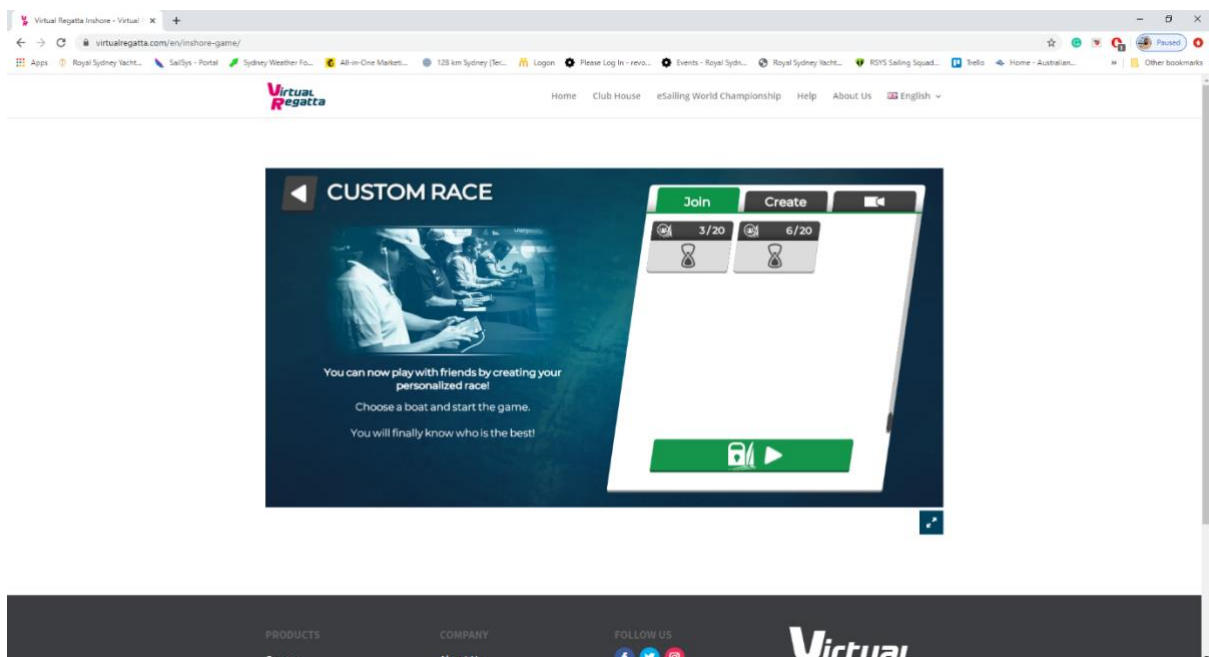 Virtual Regatta Inshore - Virtual
virtualregatta.com/en/inshore-game/
Paused
Apps
Royal Sydney Yacht...
SailSys - Portal
Sydney Weather Fo...
All-in-One Marketi...
128 km Sydney (Ter...
Logon
Please Log In - revo...
Events - Royal Sydn...
Royal Sydney Yacht...
RSYS Sailing Squad...
Trello
Home - Australian...
Other bookmarks
Virtual Regatta
Home
Club House
eSailing World Championship
Help
About Us
English
CUSTOM RACE
Join
Create
3/20
6/20
You can now play with friends by creating your
personalized race!
Choose a boat and start the game.
You will finally know who is the best!
PRODUCTS
COMPANY
FOLLOW US
Virtual